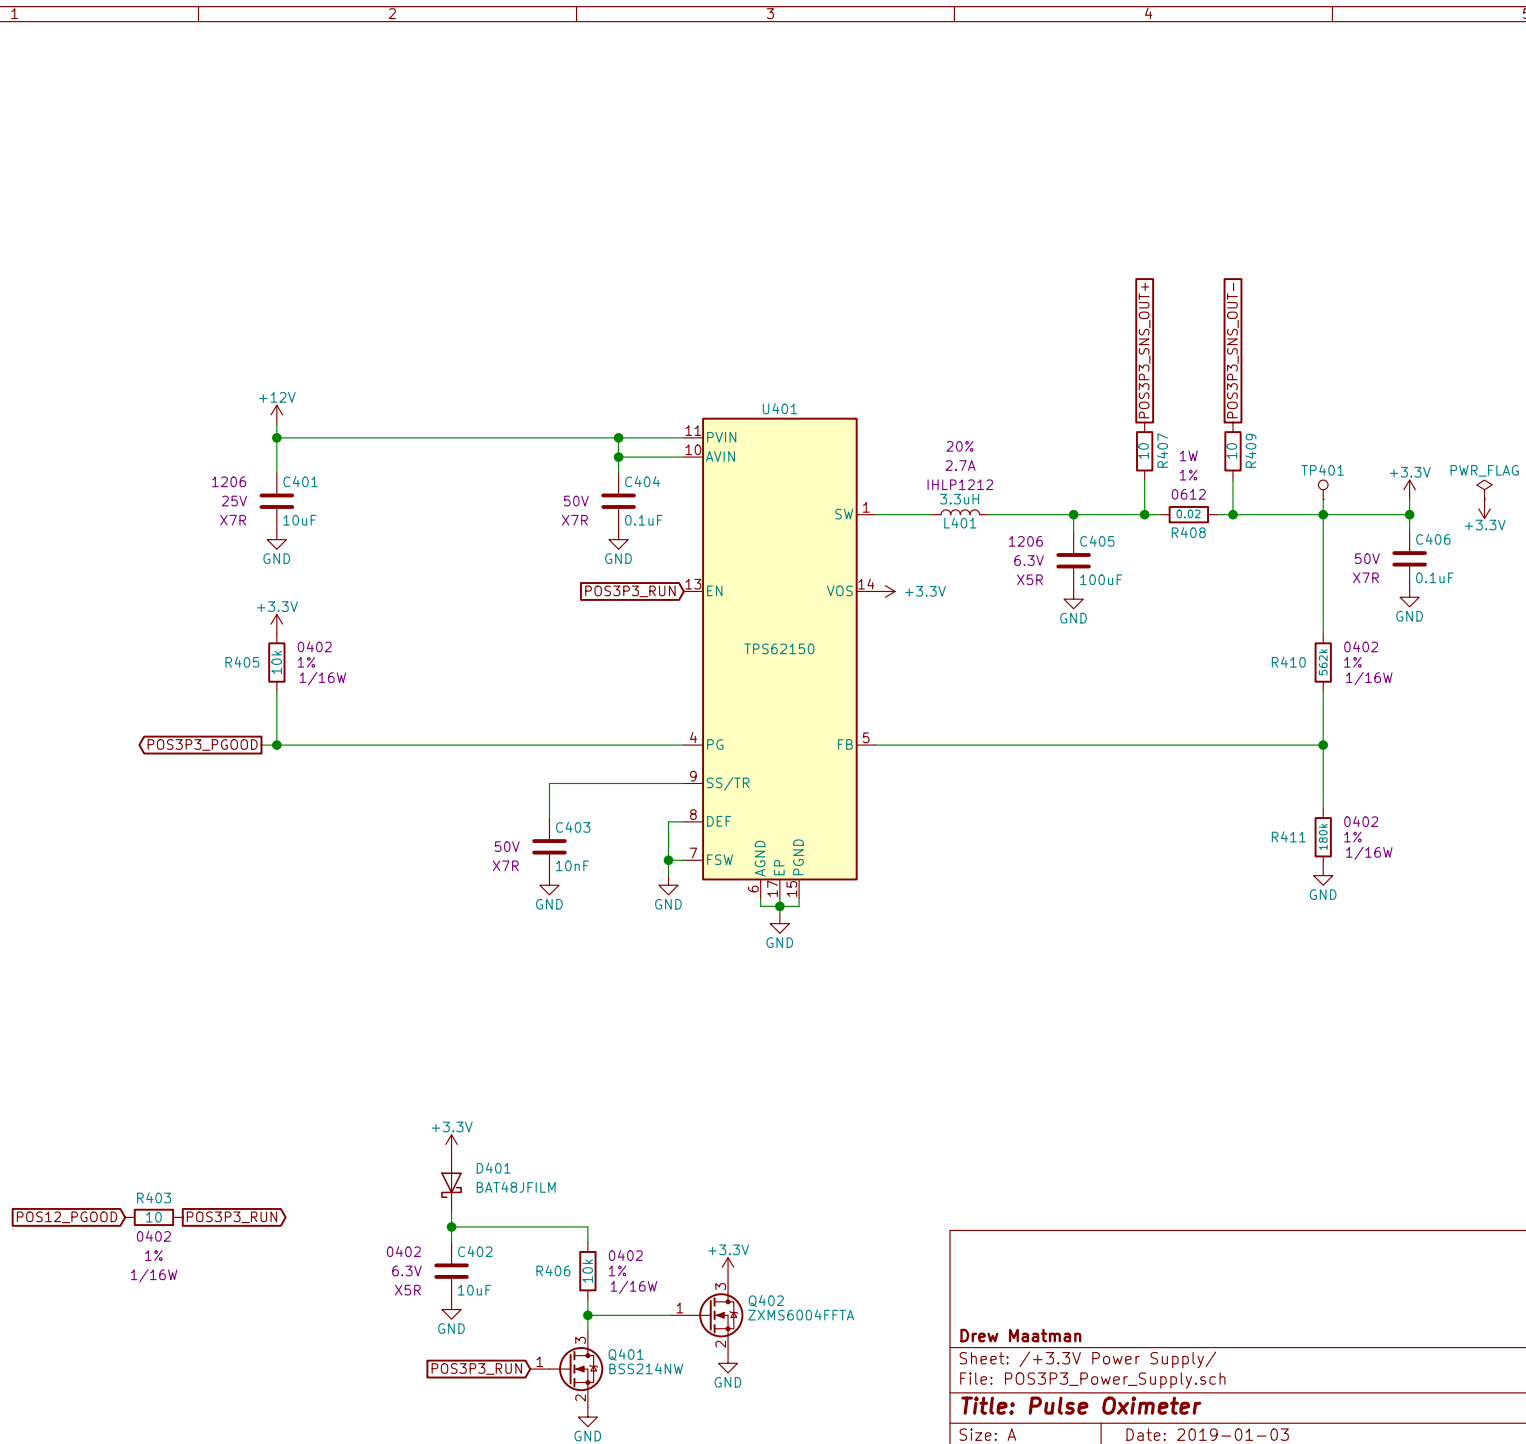 1 2 3 4 5
POS3P3_SNS_OUT+
POS3P3_SNS_OUT-
10
R407
10
R409
+12V
1206
25V
X7R
C401
10uF
GND
50V
X7R
C404
0.1uF
GND
U401
11 PVIN
10 AVIN
SW 1
POS3P3_RUN
13 EN
VOS 14
+3.3V
TPS62150
4 PG
FB 5
9 SS/TR
8 DEF
7 FSW
AGND
EP
PGND
6
17
15
GND
20%
2.7A
IHLP1212
3.3uH
L401
1206
6.3V
X5R
C405
100uF
GND
1W
1%
0612
0.02
R408
TP401
+3.3V
PWR_FLAG
+3.3V
50V
X7R
C406
0.1uF
GND
+3.3V
R405
10k
0402
1%
1/16W
POS3P3_PGOOD
R410
562k
0402
1%
1/16W
R411
180k
0402
1%
1/16W
GND
50V
X7R
C403
10nF
GND
GND
R403
POS12_PGOOD
10
POS3P3_RUN
0402
1%
1/16W
+3.3V
D401
BAT48JFILM
0402
6.3V
X5R
C402
10uF
GND
R406
10k
0402
1%
1/16W
+3.3V
1
3
2
Q402
ZXMS6004FFTA
GND
POS3P3_RUN
1
3
2
Q401
BSS214NW
GND
Drew Maatman
Sheet: /+3.3V Power Supply/
File: POS3P3_Power_Supply.sch
Title: Pulse Oximeter
Size: A Date: 2019-01-03